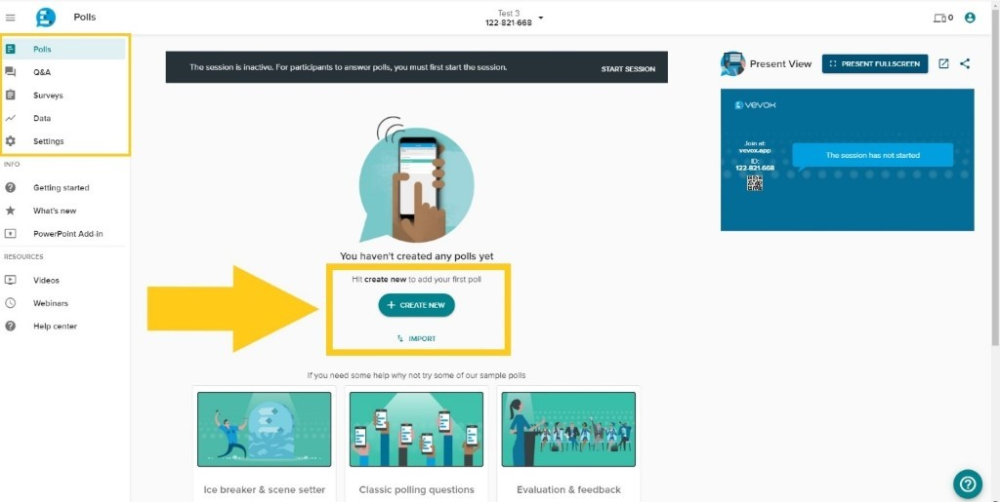 Polls
Test 3
122-821-668
0
Polls
Q&A
Surveys
Data
Settings
INFO
Getting started
What's new
PowerPoint Add-in
RESOURCES
Videos
Webinars
Help center
The session is inactive. For participants to answer polls, you must first start the session.
START SESSION
You haven't created any polls yet
Hit create new to add your first poll
+ CREATE NEW
IMPORT
If you need some help why not try some of our sample polls
Ice breaker & scene setter
Classic polling questions
Evaluation & feedback
Present View
PRESENT FULLSCREEN
vevox
Join at:
vevox.app
ID:
122-821-668
The session has not started